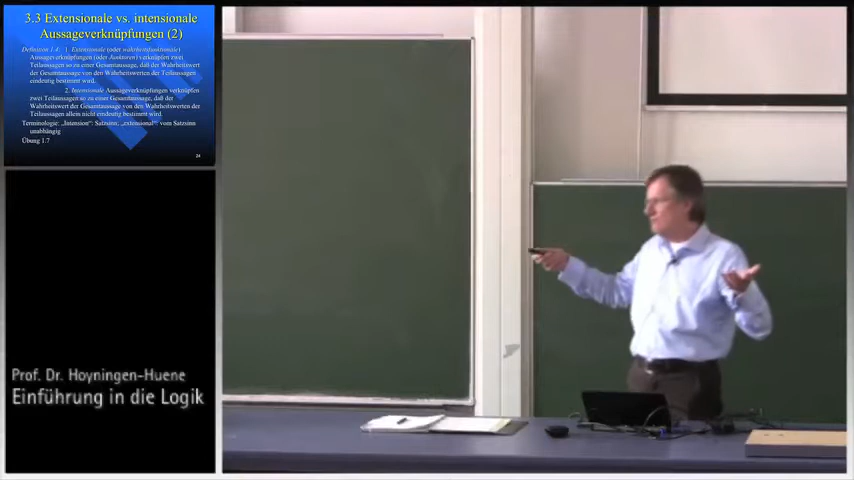 3.3 Extensionale vs. intensionale
Aussageverknüpfungen (2)
Definition 1.4: 1. Extensionale (oder wahrheitsfunktionale)
Aussageverknüpfungen (oder Junktoren) verknüpfen zwei
Teilaussagen so zu einer Gesamtaussage, daß der Wahrheitswert
der Gesamtaussage von den Wahrheitswerten der Teilaussagen
eindeutig bestimmt wird.
2. Intensionale Aussageverknüpfungen verknüpfen
zwei Teilaussagen so zu einer Gesamtaussage, daß der
Wahrheitswert der Gesamtaussage von den Wahrheitswerten der
Teilaussagen allein nicht eindeutig bestimmt wird.
Terminologie: „Intension“: Satzsinn; „extensional“: vom Satzsinn
unabhängig
Übung 1.7
24
Prof. Dr. Hoyningen-Huene
Einführung in die Logik